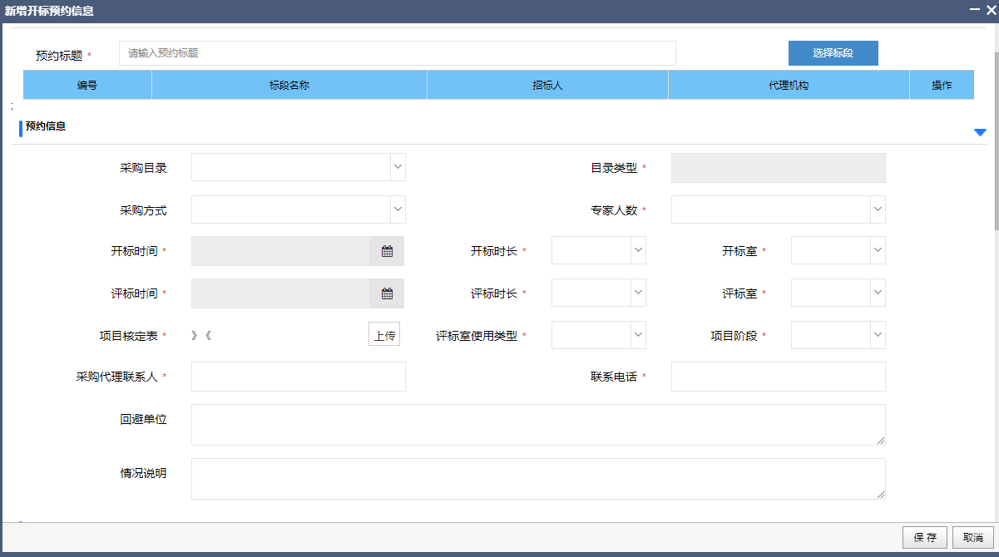 新增开标预约信息
预约标题 * 请输入预约标题 选择标段
编号 标段名称 招标人 代理机构 操作
;
预约信息
采购目录 目录类型 *
采购方式 专家人数 *
开标时间 * 开标时长 * 开标室 *
评标时间 * 评标时长 * 评标室 *
项目核定表 * 》《 上传 评标室使用类型 * 项目阶段 *
采购代理联系人 * 联系电话 *
回避单位
情况说明
保存 取消